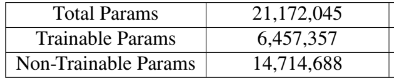 Total Params 21,172,045
Trainable Params 6,457,357
Non-Trainable Params 14,714,688